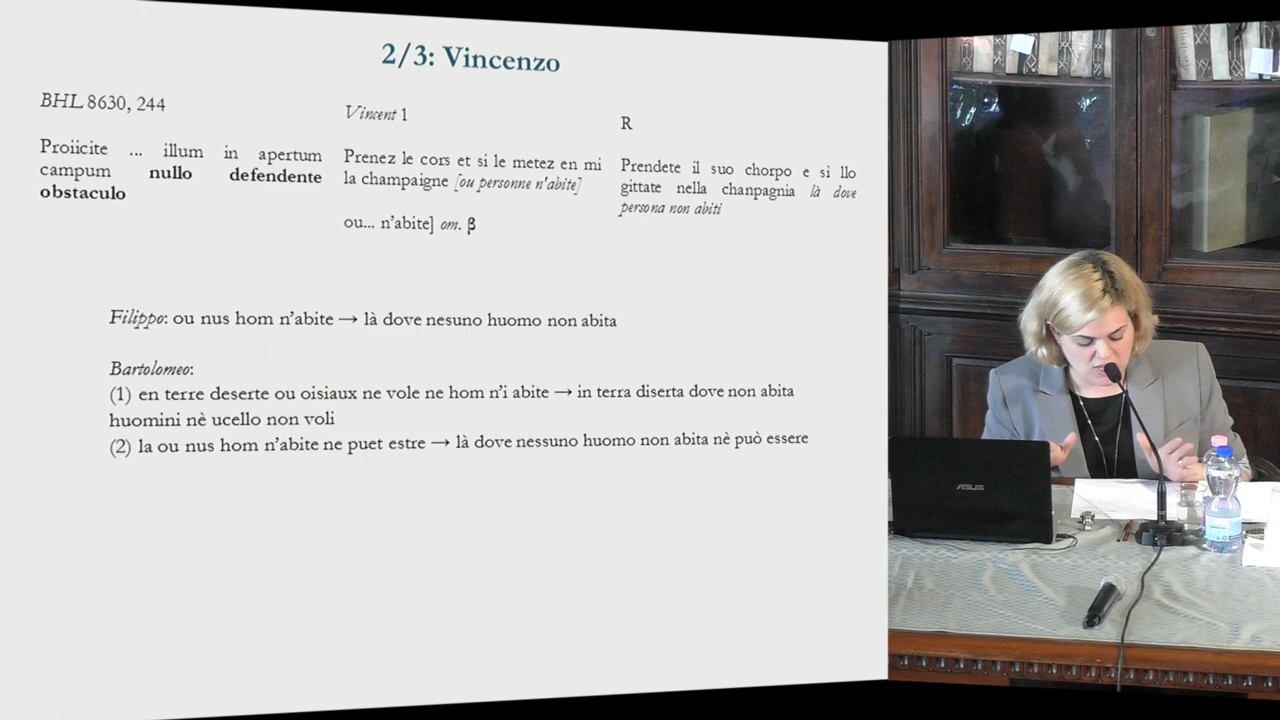 2/3: Vincenzo
BHL 8630, 244
Proiicite ... illum in apertum
campum nullo defendente
obstaculo
Vincent 1
Prenez le cors et si le metez en mi
la champaigne [ou personne n'abite]
ou... n'abite] om. β
R
Prendete il suo chorpo e sì llo
gittate nella chanpagnia là dove
persona non abiti
Filippo: ou nus hom n'abite → là dove nesuno huomo non abita
Bartolomeo:
(1) en terre deserte ou oisiaux ne vole ne hom n'i abite → in terra diserta dove non abita
huomini nè ucello non voli
(2) la ou nus hom n'abite ne puet estre → là dove nessuno huomo non abita nè può essere
ASUS